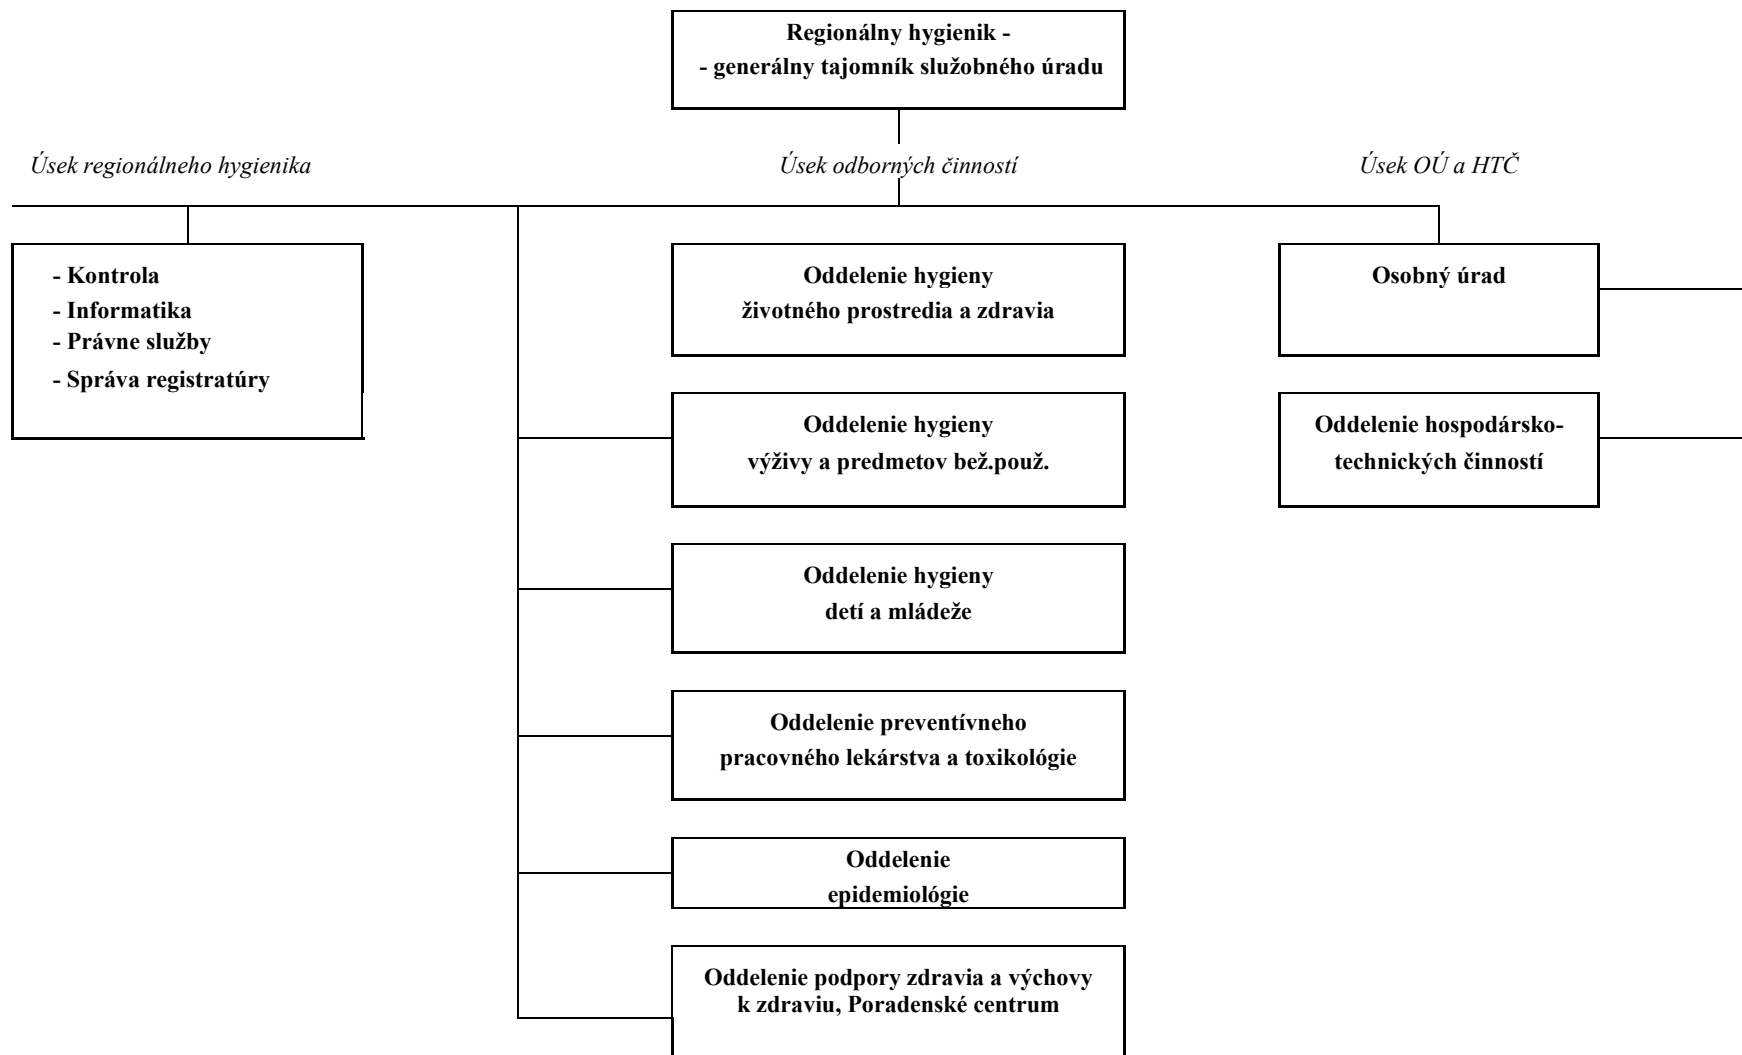 Regionálny hygienik -
- generálny tajomník služobného úradu
Úsek regionálneho hygienika
Úsek odborných činností
Úsek OÚ a HTČ
- Kontrola
- Informatika
- Právne služby
- Správa registratúry
Oddelenie hygieny
životného prostredia a zdravia
Osobný úrad
Oddelenie hygieny
výživy a predmetov bež.použ.
Oddelenie hospodársko-
technických činností
Oddelenie hygieny
detí a mládeže
Oddelenie preventívneho
pracovného lekárstva a toxikológie
Oddelenie
epidemiológie
Oddelenie podpory zdravia a výchovy
k zdraviu, Poradenské centrum